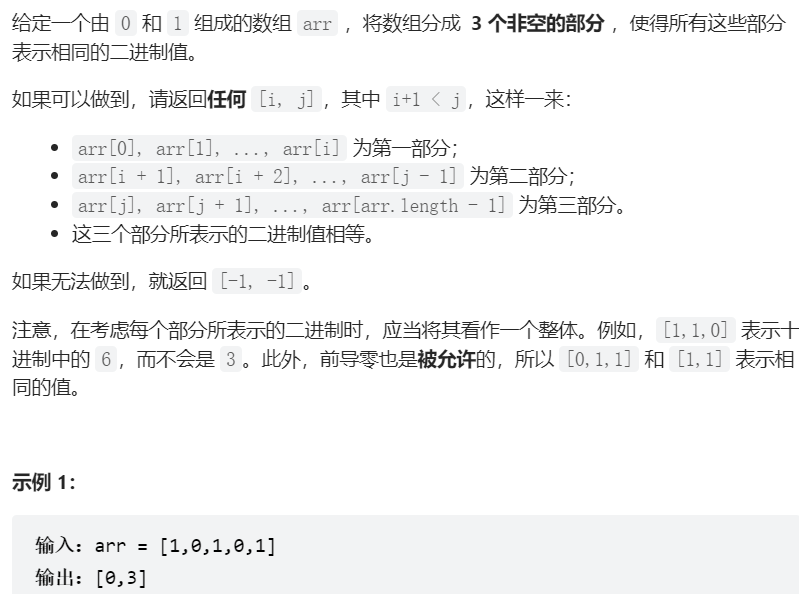 给定一个由 0 和 1 组成的数组 arr ，将数组分成 3 个非空的部分 ，使得所有这些部分
表示相同的二进制值。
如果可以做到，请返回任何 [i, j]，其中 i+1 < j，这样一来：
arr[0], arr[1], ..., arr[i] 为第一部分；
arr[i + 1], arr[i + 2], ..., arr[j - 1] 为第二部分；
arr[j], arr[j + 1], ..., arr[arr.length - 1] 为第三部分。
这三个部分所表示的二进制值相等。
如果无法做到，就返回 [-1, -1]。
注意，在考虑每个部分所表示的二进制时，应当将其看作一个整体。例如，[1,1,0] 表示十
进制中的 6，而不会是 3。此外，前导零也是被允许的，所以 [0,1,1] 和 [1,1] 表示相
同的值。
示例 1：
输入：arr = [1,0,1,0,1]
输出：[0,3]